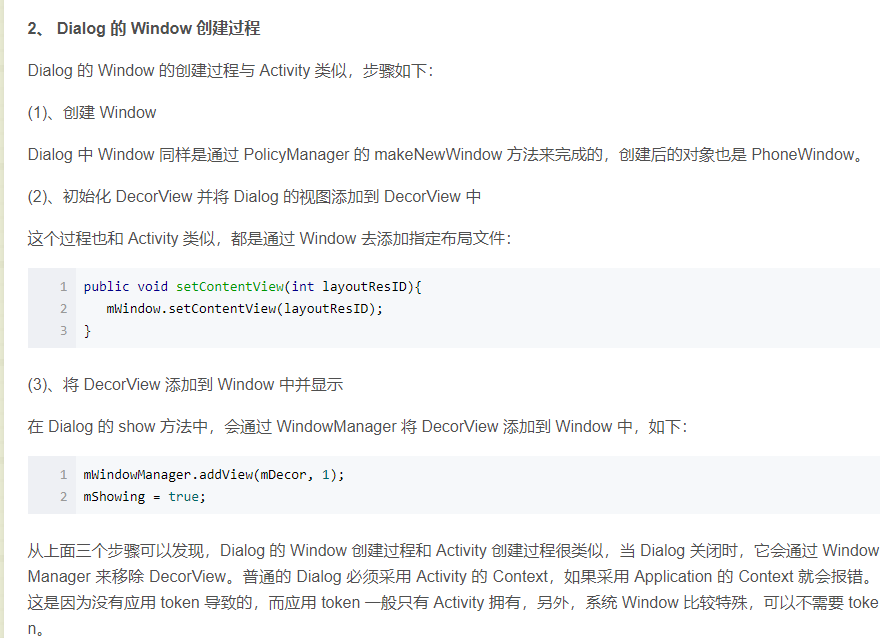 2、 Dialog 的 Window 创建过程
Dialog 的 Window 的创建过程与 Activity 类似，步骤如下：
(1)、创建 Window
Dialog 中 Window 同样是通过 PolicyManager 的 makeNewWindow 方法来完成的，创建后的对象也是 PhoneWindow。
(2)、初始化 DecorView 并将 Dialog 的视图添加到 DecorView 中
这个过程也和 Activity 类似，都是通过 Window 去添加指定布局文件：
1 public void setContentView(int layoutResID){
2    mWindow.setContentView(layoutResID);
3 }
(3)、将 DecorView 添加到 Window 中并显示
在 Dialog 的 show 方法中，会通过 WindowManager 将 DecorView 添加到 Window 中，如下：
1 mWindowManager.addView(mDecor, 1);
2 mShowing = true;
从上面三个步骤可以发现，Dialog 的 Window 创建过程和 Activity 创建过程很类似，当 Dialog 关闭时，它会通过 Window
Manager 来移除 DecorView。普通的 Dialog 必须采用 Activity 的 Context，如果采用 Application 的 Context 就会报错。
这是因为没有应用 token 导致的，而应用 token 一般只有 Activity 拥有，另外，系统 Window 比较特殊，可以不需要 toke
n。